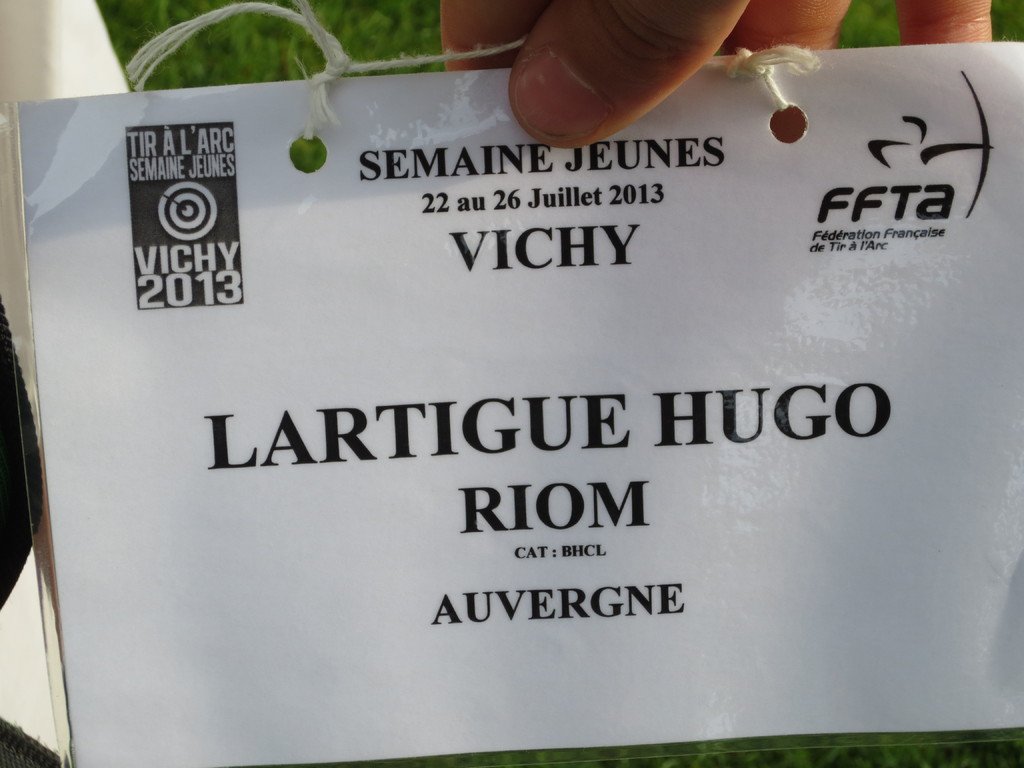 TIR À L'ARC
SEMAINE JEUNES
VICHY
2013
SEMAINE JEUNES
22 au 26 Juillet 2013
VICHY
FFTa
Fédération Française
de Tir à l'Arc
LARTIGUE HUGO
RIOM
CAT : BHCL
AUVERGNE